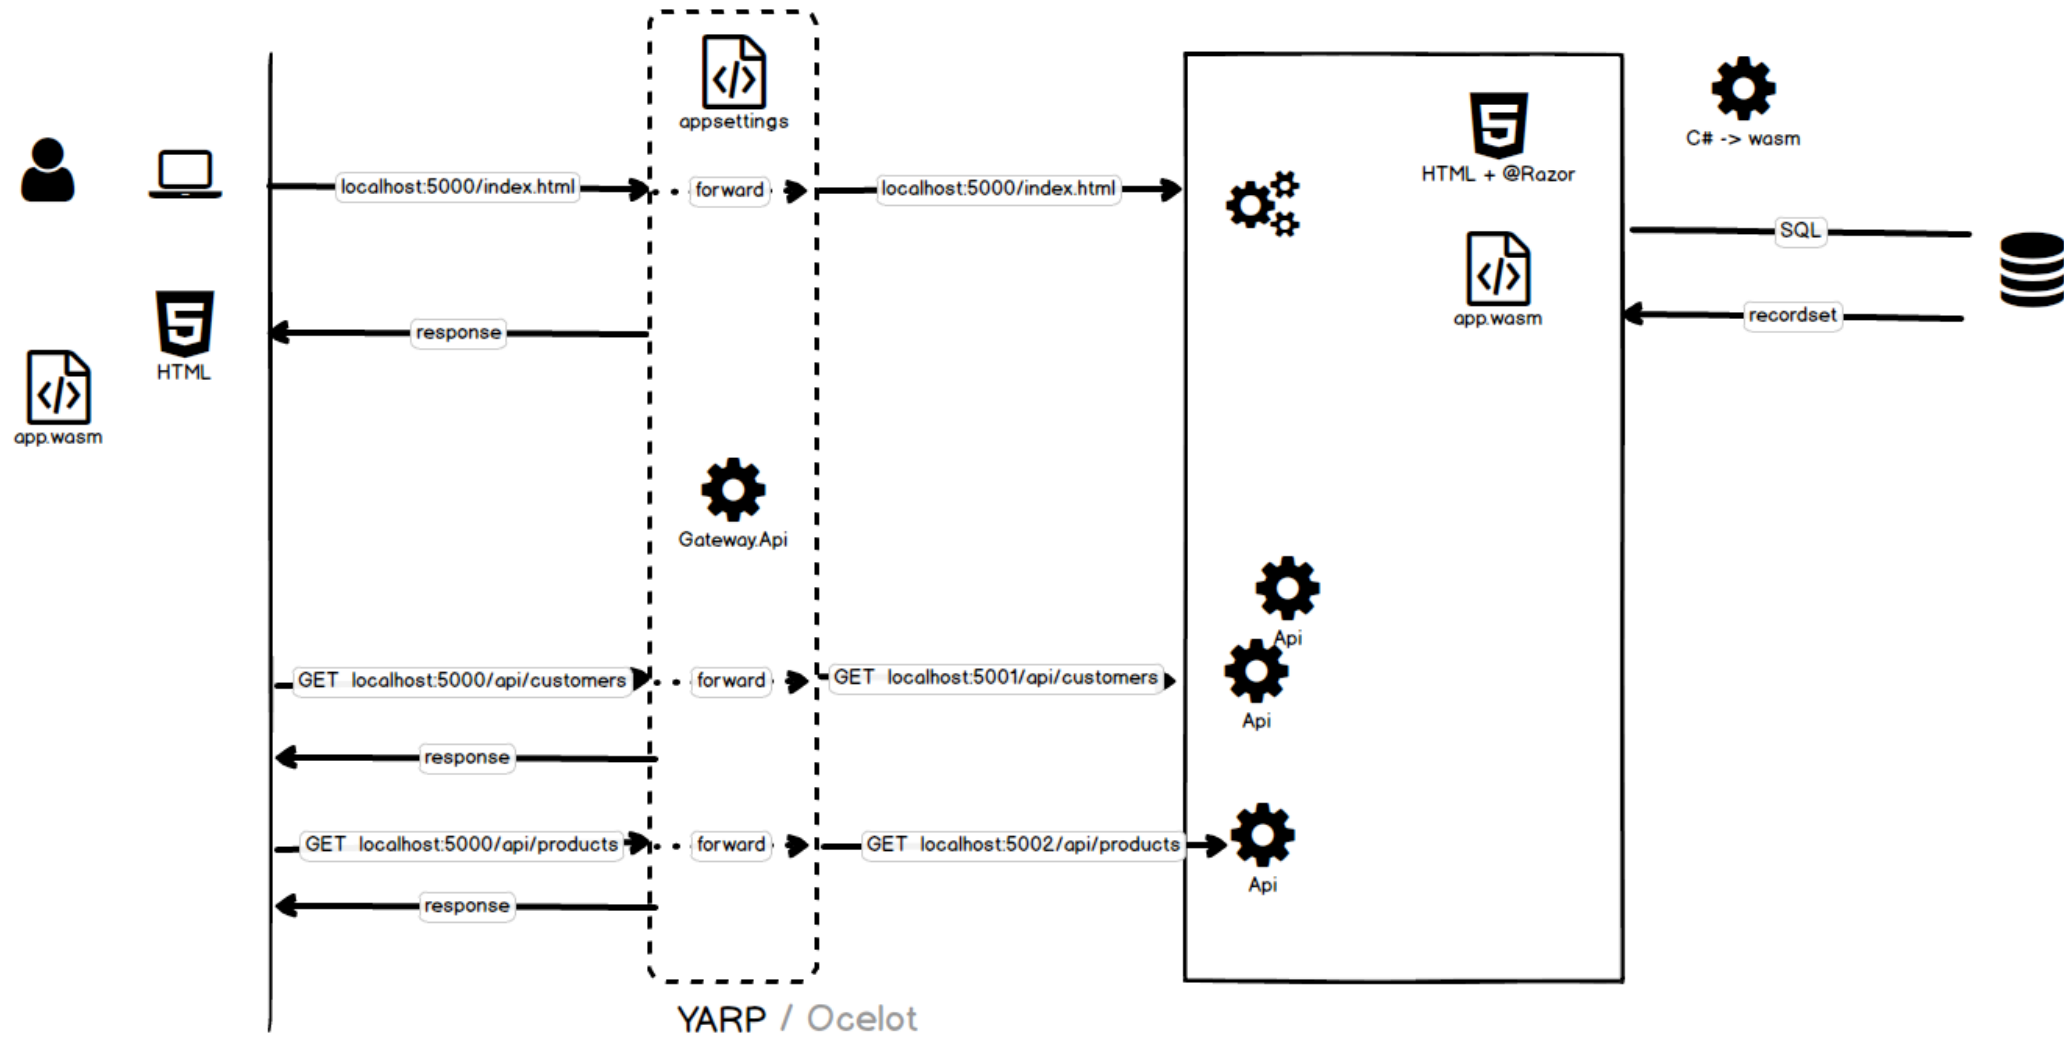 appsettings
C# -> wasm
HTML + @Razor
localhost:5000/index.html
forward
localhost:5000/index.html
SQL
app.wasm
recordset
response
HTML
app.wasm
Gateway.Api
Api
GET localhost:5000/api/customers
forward
GET localhost:5001/api/customers
Api
response
GET localhost:5000/api/products
forward
GET localhost:5002/api/products
Api
response
YARP / Ocelot